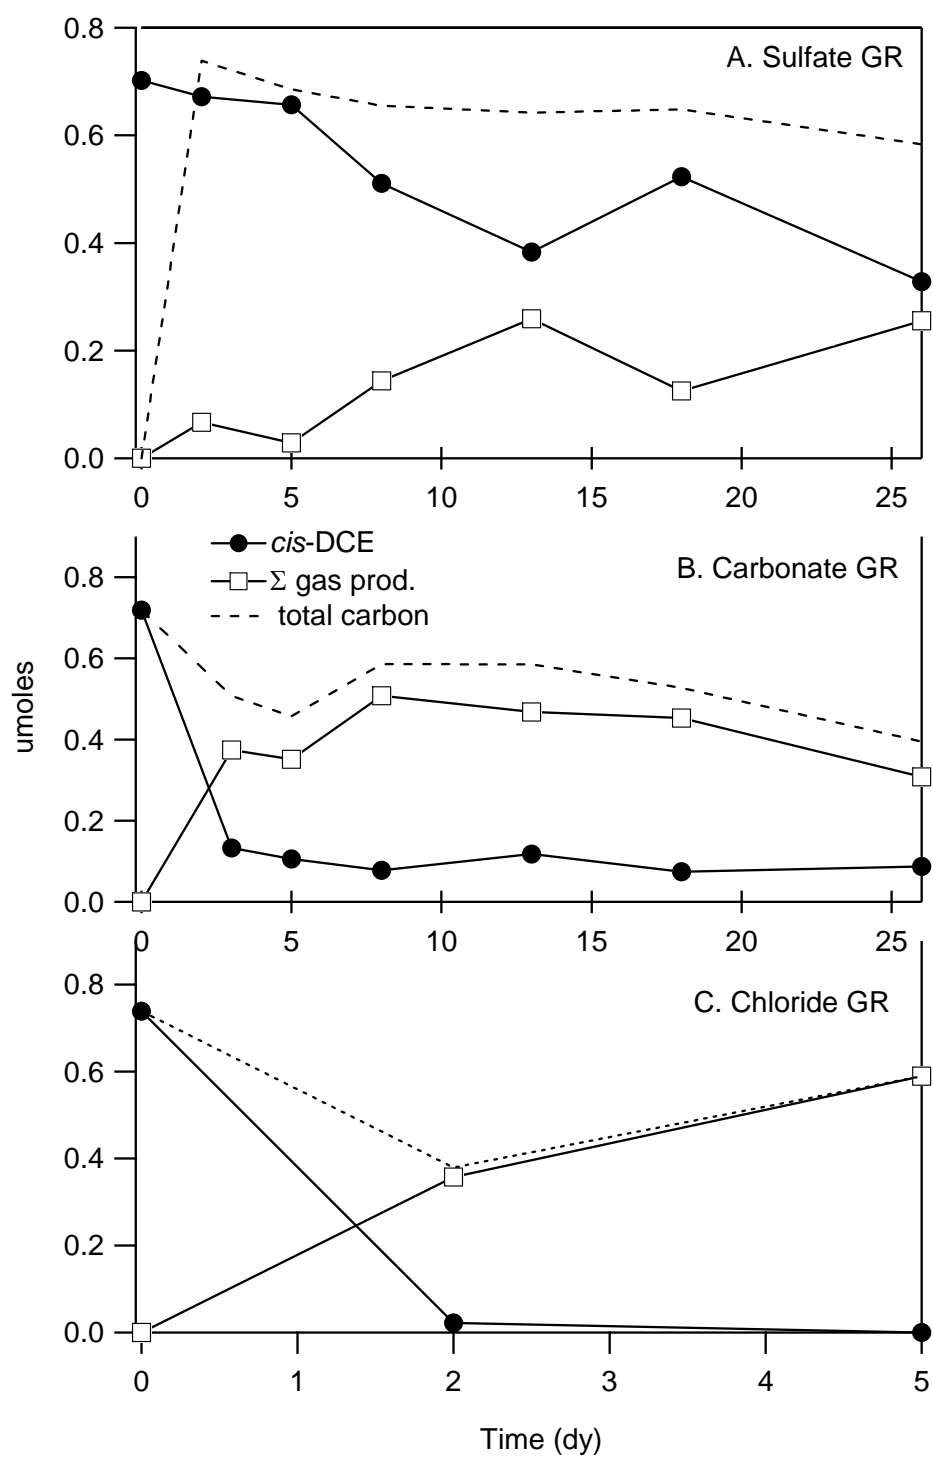 0.8
A. Sulfate GR
0.6
0.4
0.2
0.0
0 5 10 15 20 25
cis-DCE
Σ gas prod.
total carbon
B. Carbonate GR
0.8
0.6
umoles
0.4
0.2
0.0
0 5 10 15 20 25
0.8
C. Chloride GR
0.6
0.4
0.2
0.0
0 1 2 3 4 5
Time (dy)